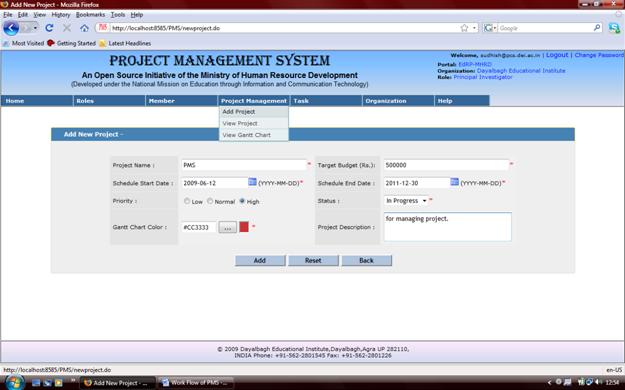 Add New Project - Mozilla Firefox
File Edit View History Bookmarks Tools Help
http://localhost:8585/PMS/newproject.do
Google
Most Visited Getting Started Latest Headlines
PROJECT MANAGEMENT SYSTEM
An Open Source Initiative of the Ministry of Human Resource Development
(Developed under the National Mission on Education through Information and Communication Technology)
Welcome, sudhish@pcs.dei.ac.in | Logout | Change Password
Portal: EdRP-MHRD
Organization: Dayalbagh Educational Institute
Role: Principal Investigator
Home Roles Member Project Management Task Organization Help
Add Project
View Project
View Gantt Chart
Add New Project -
Project Name : PMS * Target Budget (Rs.): 500000 *
Schedule Start Date : 2009-06-12 (YYYY-MM-DD)* Schedule End Date : 2011-12-30 (YYYY-MM-DD)*
Priority : Low Normal High Status : In Progress *
Gantt Chart Color : #CC3333 ... * Project Description : for managing project.
Add Reset Back
© 2009 Dayalbagh Educational Institute,Dayalbagh,Agra UP 282110,
INDIA Phone: +91-562-2801545 Fax: +91-562-2801226
http://localhost:8585/PMS/newproject.do en-US
Add New Project - ... Work Flow of PMS - ... 12:54